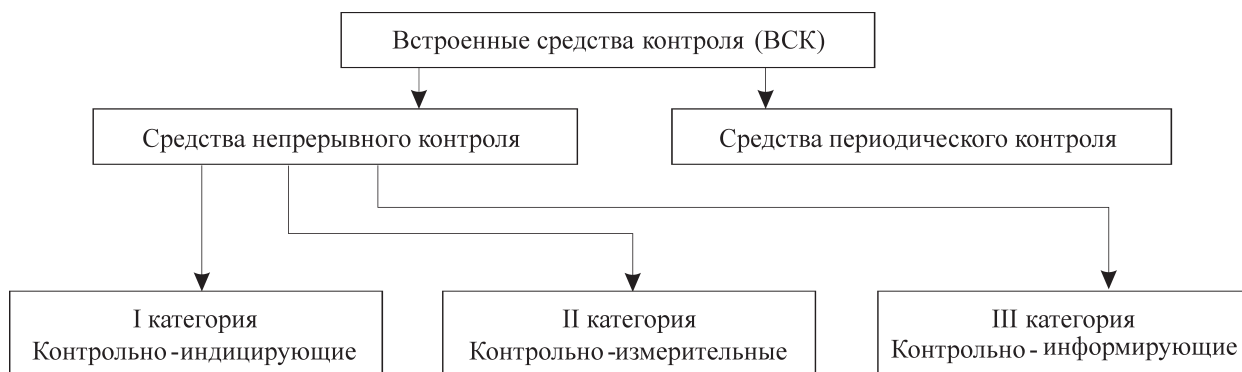 Встроенные средства контроля (ВСК)
Средства непрерывного контроля
Средства периодического контроля
I категория
Контрольно-индицирующие
II категория
Контрольно-измерительные
III категория
Контрольно-информирующие